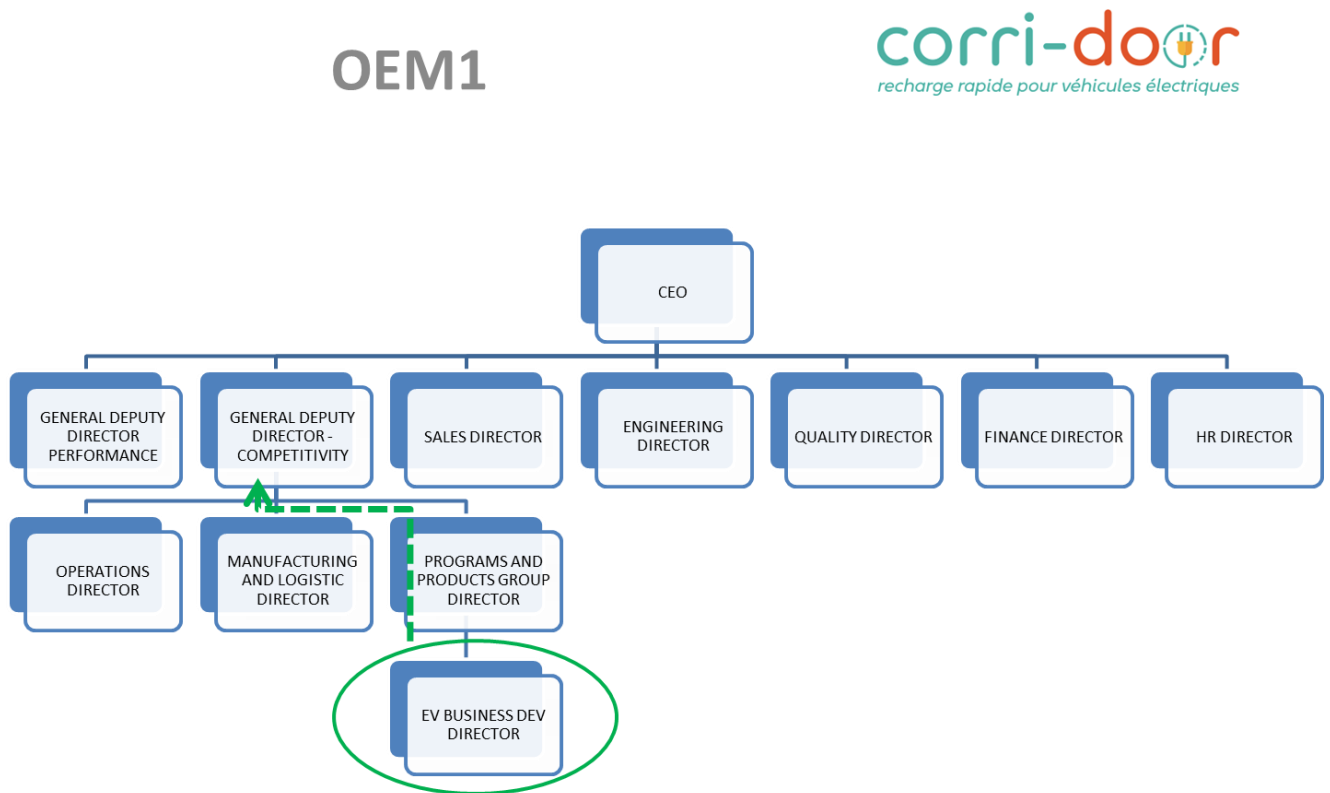 OEM1
corri-door
recharge rapide pour véhicules électriques
CEO
GENERAL DEPUTY
DIRECTOR
PERFORMANCE
GENERAL DEPUTY
DIRECTOR -
COMPETITIVITY
SALES DIRECTOR
ENGINEERING
DIRECTOR
QUALITY DIRECTOR
FINANCE DIRECTOR
HR DIRECTOR
OPERATIONS
DIRECTOR
MANUFACTURING
AND LOGISTIC
DIRECTOR
PROGRAMS AND
PRODUCTS GROUP
DIRECTOR
EV BUSINESS DEV
DIRECTOR